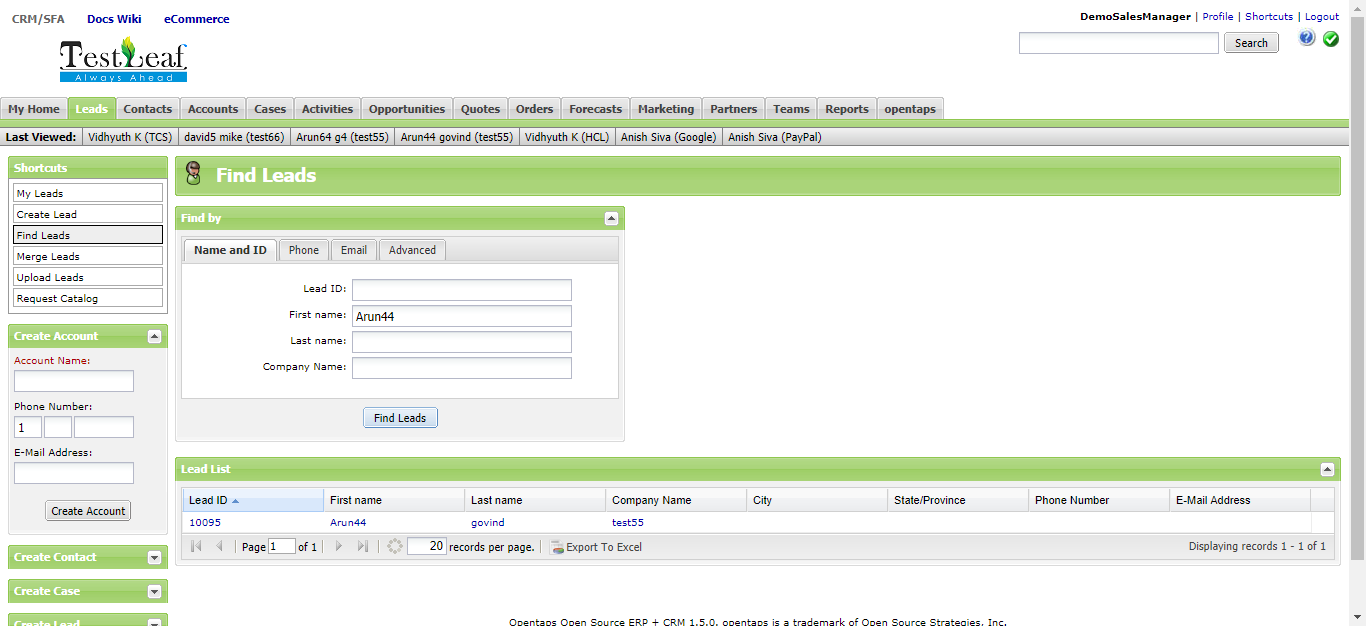 CRM/SFA Docs Wiki eCommerce
DemoSalesManager | Profile | Shortcuts | Logout
TestLeaf
Always Ahead
Search
My Home Leads Contacts Accounts Cases Activities Opportunities Quotes Orders Forecasts Marketing Partners Teams Reports opentaps
Last Viewed: Vidhyuth K (TCS) david5 mike (test66) Arun64 g4 (test55) Arun44 govind (test55) Vidhyuth K (HCL) Anish Siva (Google) Anish Siva (PayPal)
Shortcuts
My Leads
Create Lead
Find Leads
Merge Leads
Upload Leads
Request Catalog
Create Account
Account Name:
Phone Number:
1
E-Mail Address:
Create Account
Create Contact
Create Case
Create Lead
Find Leads
Find by
Name and ID Phone Email Advanced
Lead ID:
First name: Arun44
Last name:
Company Name:
Find Leads
Lead List
Lead ID First name Last name Company Name City State/Province Phone Number E-Mail Address
10095 Arun44 govind test55
Page 1 of 1 20 records per page. Export To Excel Displaying records 1 - 1 of 1
Opentaps Open Source ERP + CRM 1.5.0. opentaps is a trademark of Open Source Strategies, Inc.